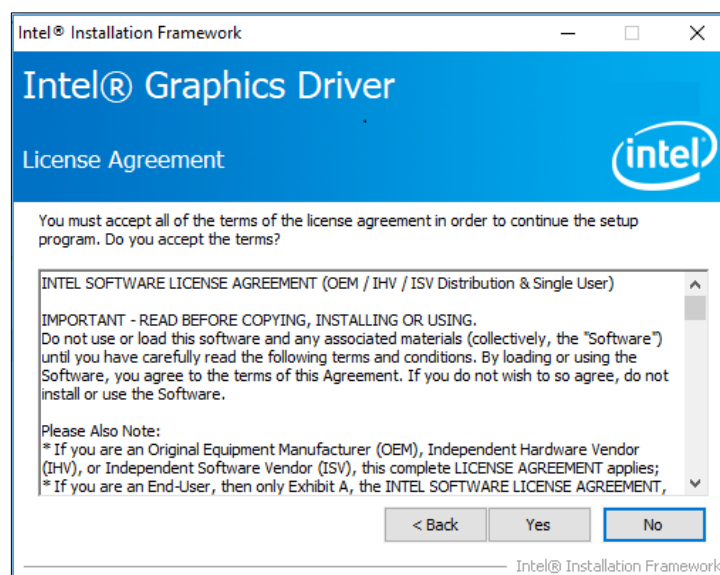 Intel® Installation Framework
Intel® Graphics Driver
License Agreement
intel
You must accept all of the terms of the license agreement in order to continue the setup
program. Do you accept the terms?
INTEL SOFTWARE LICENSE AGREEMENT (OEM / IHV / ISV Distribution & Single User)
IMPORTANT - READ BEFORE COPYING, INSTALLING OR USING.
Do not use or load this software and any associated materials (collectively, the "Software")
until you have carefully read the following terms and conditions. By loading or using the
Software, you agree to the terms of this Agreement. If you do not wish to so agree, do not
install or use the Software.
Please Also Note:
* If you are an Original Equipment Manufacturer (OEM), Independent Hardware Vendor
(IHV), or Independent Software Vendor (ISV), this complete LICENSE AGREEMENT applies;
* If you are an End-User, then only Exhibit A, the INTEL SOFTWARE LICENSE AGREEMENT,
< Back Yes No
Intel® Installation Framework